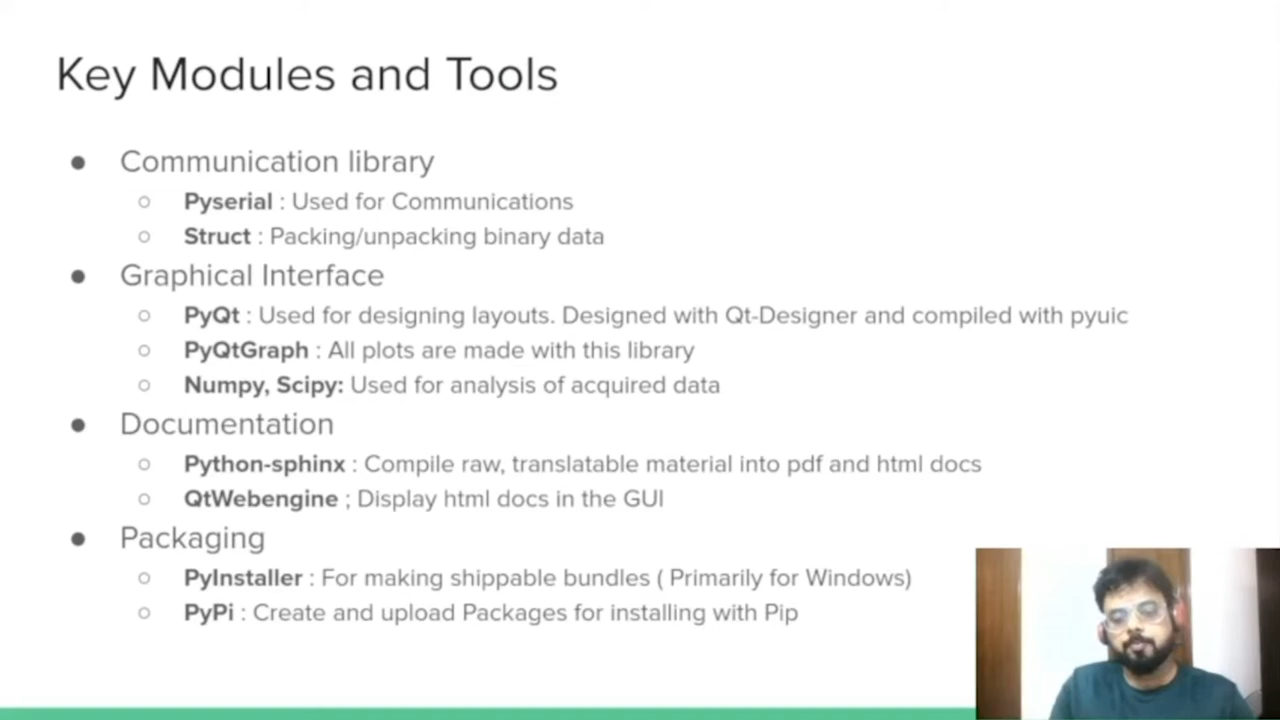 Key Modules and Tools
● Communication library
○ Pyserial : Used for Communications
○ Struct : Packing/unpacking binary data
● Graphical Interface
○ PyQt : Used for designing layouts. Designed with Qt-Designer and compiled with pyuic
○ PyQtGraph : All plots are made with this library
○ Numpy, Scipy: Used for analysis of acquired data
● Documentation
○ Python-sphinx : Compile raw, translatable material into pdf and html docs
○ QtWebengine ; Display html docs in the GUI
● Packaging
○ PyInstaller : For making shippable bundles ( Primarily for Windows)
○ PyPi : Create and upload Packages for installing with Pip